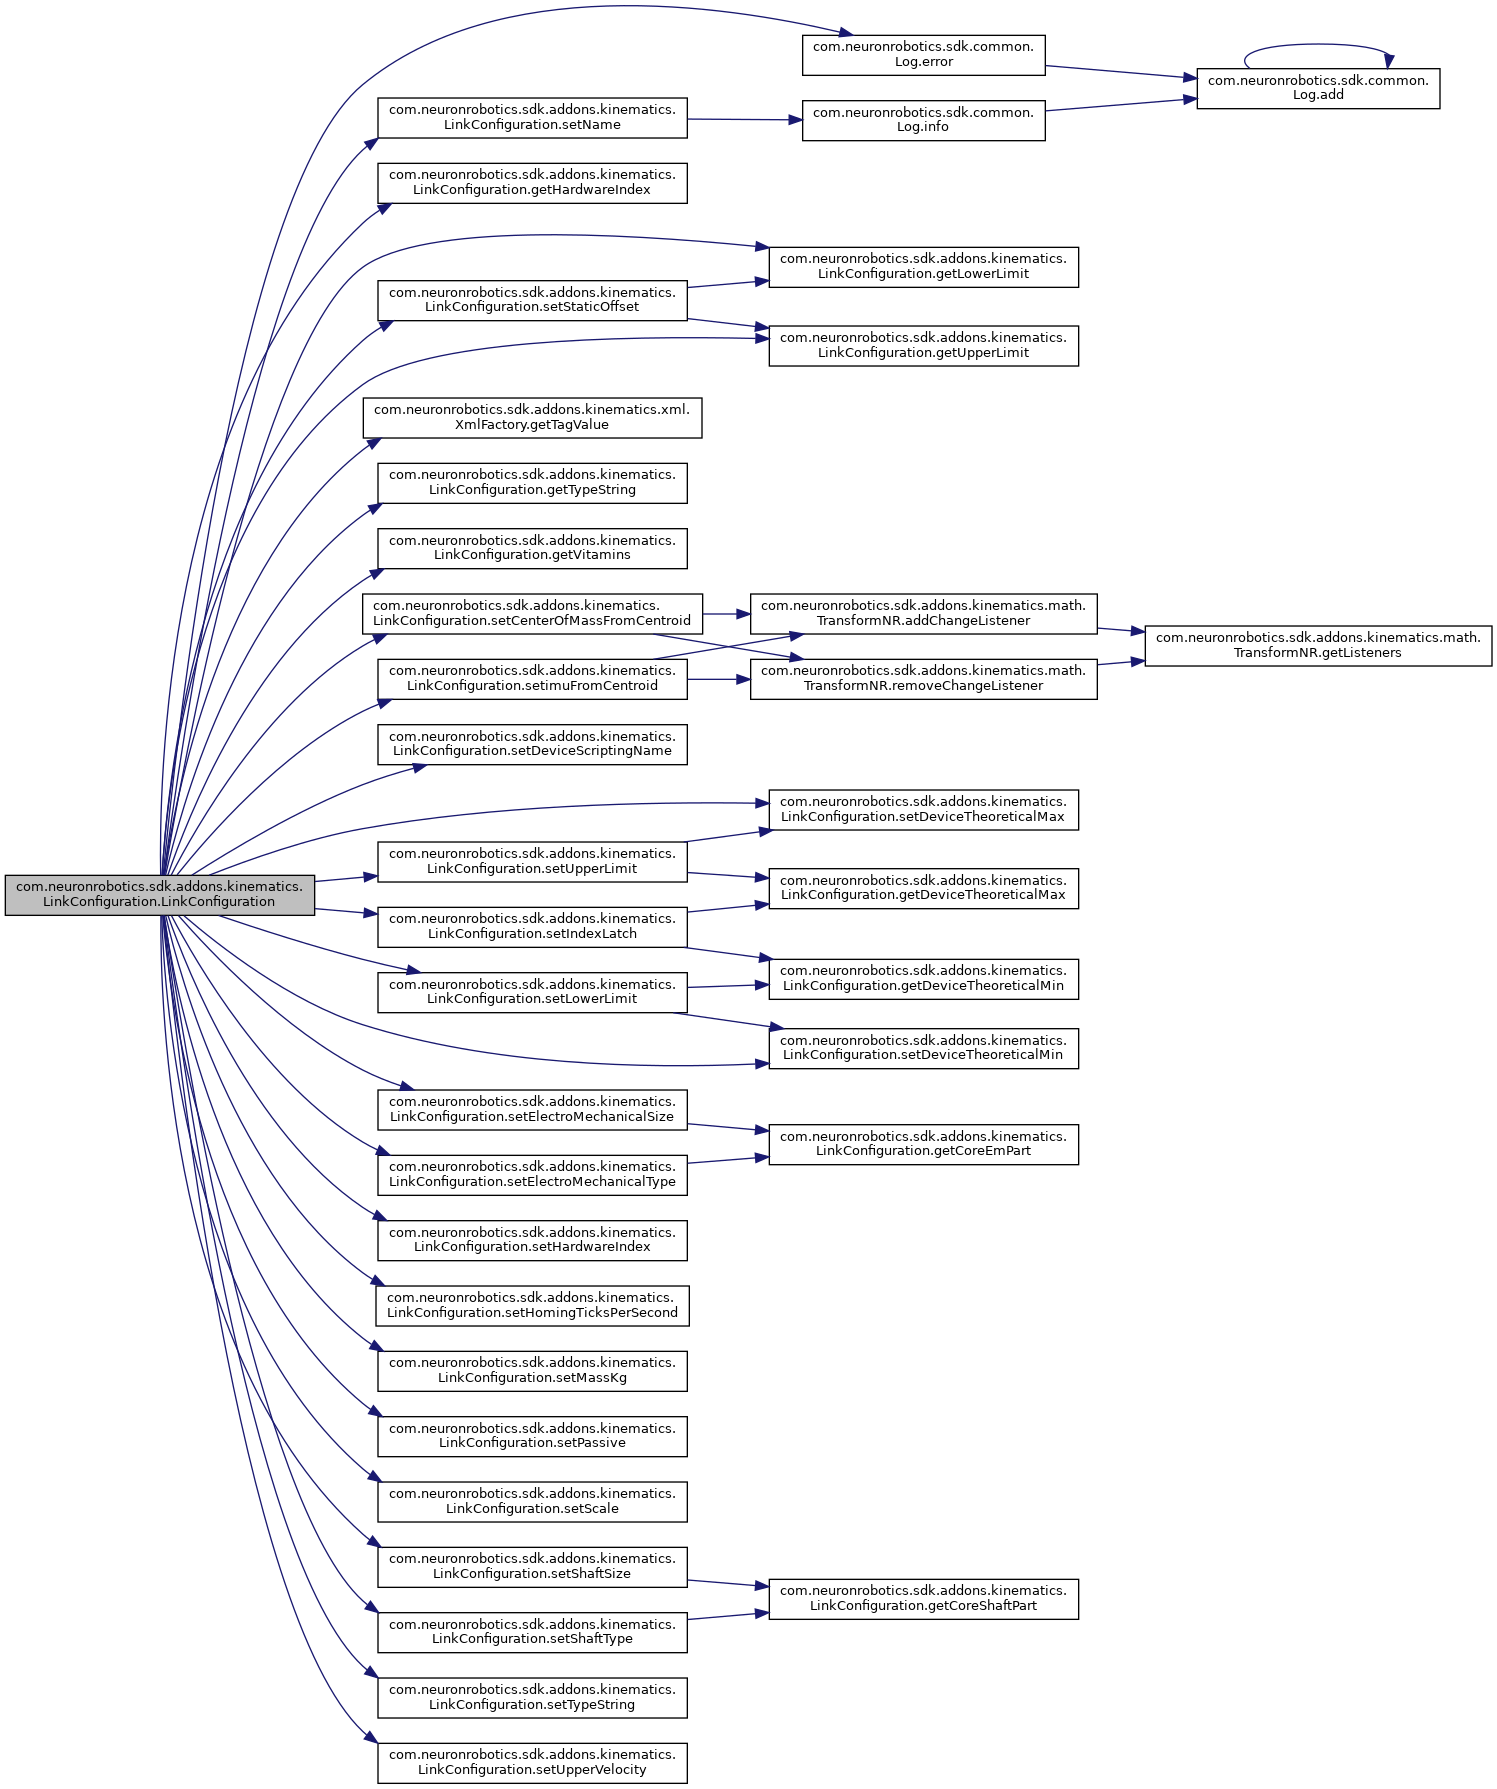 com.neuronrobotics.sdk.common.
Log.error
com.neuronrobotics.sdk.common.
Log.add
com.neuronrobotics.sdk.addons.kinematics.
LinkConfiguration.setName
com.neuronrobotics.sdk.common.
Log.info
com.neuronrobotics.sdk.addons.kinematics.
LinkConfiguration.getHardwareIndex
com.neuronrobotics.sdk.addons.kinematics.
LinkConfiguration.getLowerLimit
com.neuronrobotics.sdk.addons.kinematics.
LinkConfiguration.setStaticOffset
com.neuronrobotics.sdk.addons.kinematics.
LinkConfiguration.getUpperLimit
com.neuronrobotics.sdk.addons.kinematics.xml.
XmlFactory.getTagValue
com.neuronrobotics.sdk.addons.kinematics.
LinkConfiguration.getTypeString
com.neuronrobotics.sdk.addons.kinematics.
LinkConfiguration.getVitamins
com.neuronrobotics.sdk.addons.kinematics.
LinkConfiguration.setCenterOfMassFromCentroid
com.neuronrobotics.sdk.addons.kinematics.math.
TransformNR.addChangeListener
com.neuronrobotics.sdk.addons.kinematics.math.
TransformNR.getListeners
com.neuronrobotics.sdk.addons.kinematics.
LinkConfiguration.setimuFromCentroid
com.neuronrobotics.sdk.addons.kinematics.math.
TransformNR.removeChangeListener
com.neuronrobotics.sdk.addons.kinematics.
LinkConfiguration.setDeviceScriptingName
com.neuronrobotics.sdk.addons.kinematics.
LinkConfiguration.setDeviceTheoreticalMax
com.neuronrobotics.sdk.addons.kinematics.
LinkConfiguration.setUpperLimit
com.neuronrobotics.sdk.addons.kinematics.
LinkConfiguration.getDeviceTheoreticalMax
com.neuronrobotics.sdk.addons.kinematics.
LinkConfiguration.LinkConfiguration
com.neuronrobotics.sdk.addons.kinematics.
LinkConfiguration.setIndexLatch
com.neuronrobotics.sdk.addons.kinematics.
LinkConfiguration.getDeviceTheoreticalMin
com.neuronrobotics.sdk.addons.kinematics.
LinkConfiguration.setLowerLimit
com.neuronrobotics.sdk.addons.kinematics.
LinkConfiguration.setDeviceTheoreticalMin
com.neuronrobotics.sdk.addons.kinematics.
LinkConfiguration.setElectroMechanicalSize
com.neuronrobotics.sdk.addons.kinematics.
LinkConfiguration.getCoreEmPart
com.neuronrobotics.sdk.addons.kinematics.
LinkConfiguration.setElectroMechanicalType
com.neuronrobotics.sdk.addons.kinematics.
LinkConfiguration.setHardwareIndex
com.neuronrobotics.sdk.addons.kinematics.
LinkConfiguration.setHomingTicksPerSecond
com.neuronrobotics.sdk.addons.kinematics.
LinkConfiguration.setMassKg
com.neuronrobotics.sdk.addons.kinematics.
LinkConfiguration.setPassive
com.neuronrobotics.sdk.addons.kinematics.
LinkConfiguration.setScale
com.neuronrobotics.sdk.addons.kinematics.
LinkConfiguration.setShaftSize
com.neuronrobotics.sdk.addons.kinematics.
LinkConfiguration.getCoreShaftPart
com.neuronrobotics.sdk.addons.kinematics.
LinkConfiguration.setShaftType
com.neuronrobotics.sdk.addons.kinematics.
LinkConfiguration.setTypeString
com.neuronrobotics.sdk.addons.kinematics.
LinkConfiguration.setUpperVelocity